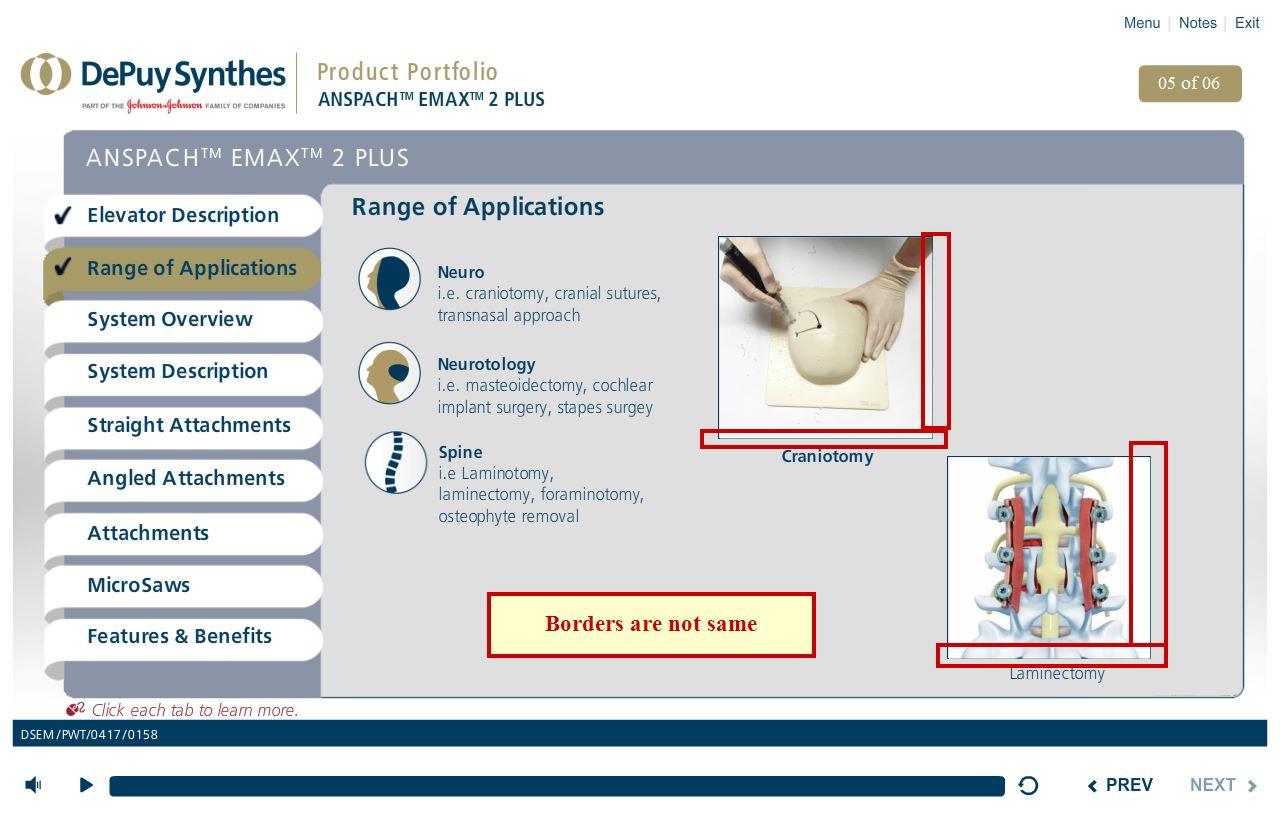 Menu | Notes | Exit
DePuy Synthes
PART OF THE Johnson & Johnson FAMILY OF COMPANIES
Product Portfolio
ANSPACH™ EMAX™ 2 PLUS
05 of 06
ANSPACH™ EMAX™ 2 PLUS
Elevator Description
Range of Applications
System Overview
System Description
Straight Attachments
Angled Attachments
Attachments
MicroSaws
Features & Benefits
Range of Applications
Neuro
i.e. craniotomy, cranial sutures,
transnasal approach
Neurotology
i.e. masteoidectomy, cochlear
implant surgery, stapes surgey
Spine
i.e Laminotomy,
laminectomy, foraminotomy,
osteophyte removal
Craniotomy
Laminectomy
Borders are not same
Click each tab to learn more.
DSEM/PWT/0417/0158
PREV
NEXT